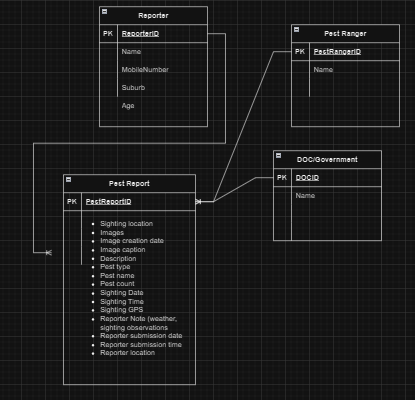 Reporter
PK ReporterID
Name
MobileNumber
Suburb
Age
Pest Ranger
PK PestRangerID
Name
DOC/Government
PK DOCID
Name
Pest Report
PK PestReportID
Sighting location
Images
Image creation date
Image caption
Description
Pest type
Pest name
Pest count
Sighting Date
Sighting Time
Sighting GPS
Reporter Note (weather,
sighting observations
Reporter submission date
Reporter submission time
Reporter location